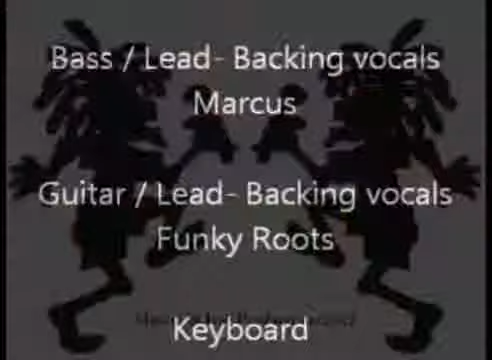 Bass / Lead- Backing vocals
Marcus
Guitar / Lead- Backing vocals
Funky Roots
Keyboard